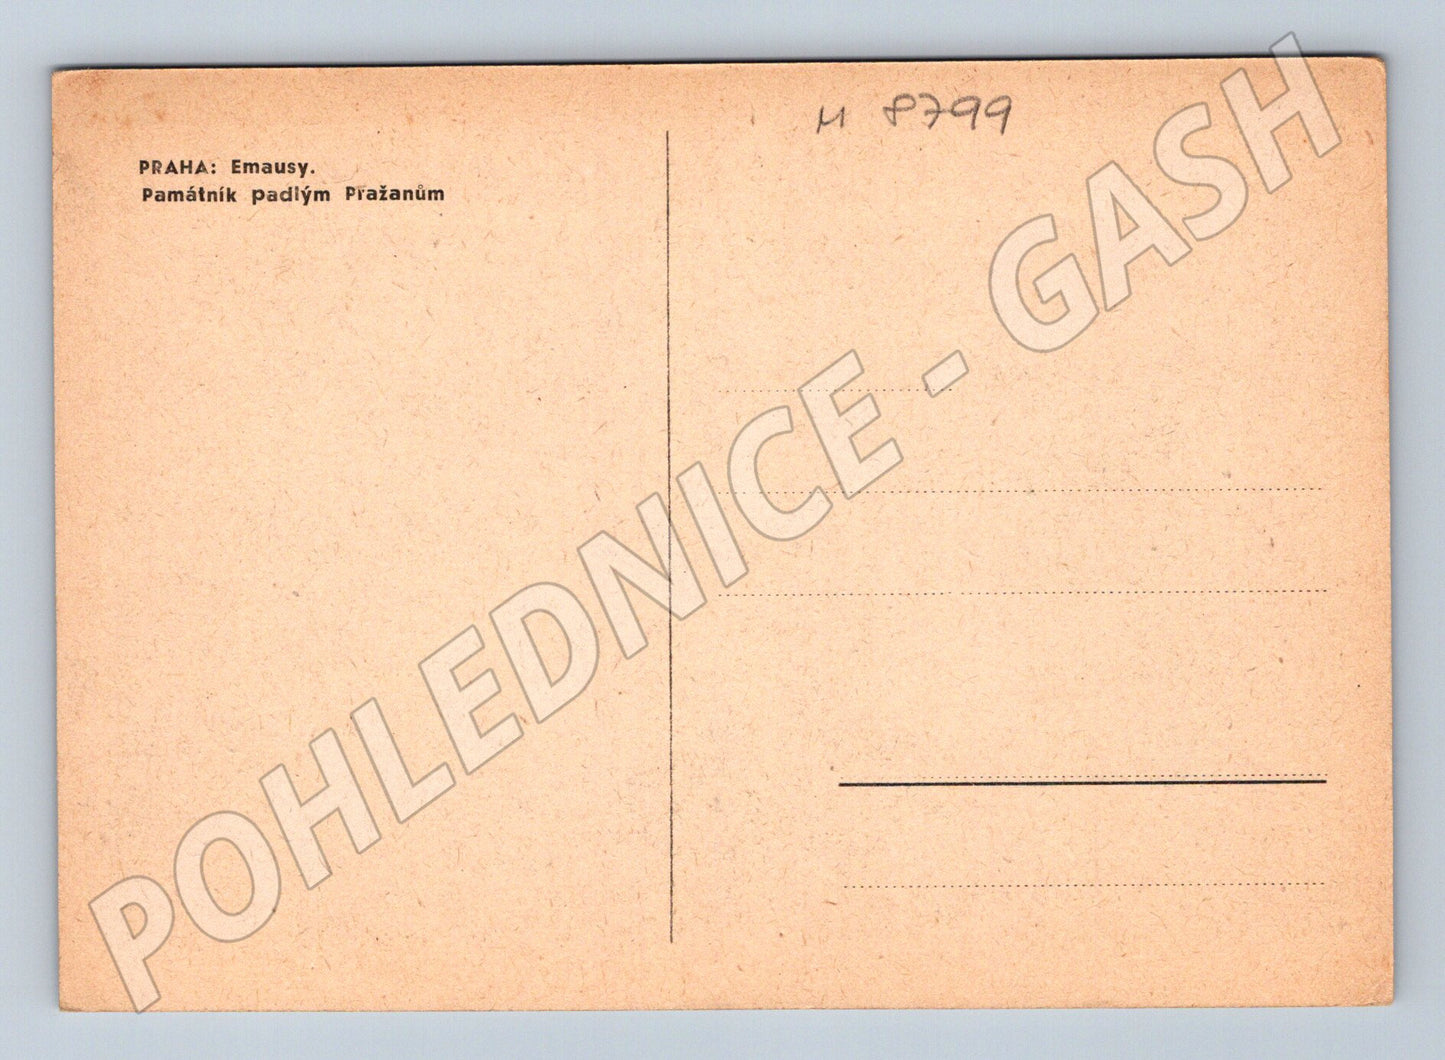 M 8799
PRAHA: Emausy.
Památník padlým Pražanům
POHLEDNICE - GASH